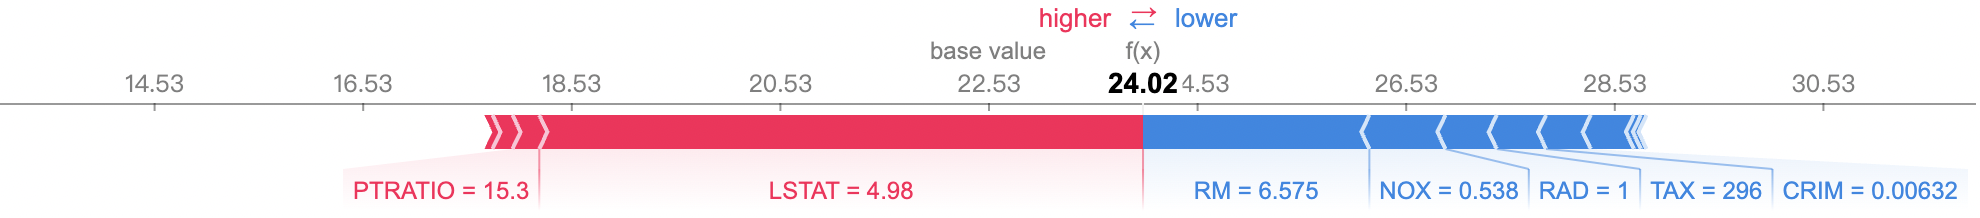 higher ⇄ lower
base value f(x)
14.53 16.53 18.53 20.53 22.53 24.02 4.53 26.53 28.53 30.53
PTRATIO = 15.3 LSTAT = 4.98 RM = 6.575 NOX = 0.538 RAD = 1 TAX = 296 CRIM = 0.00632